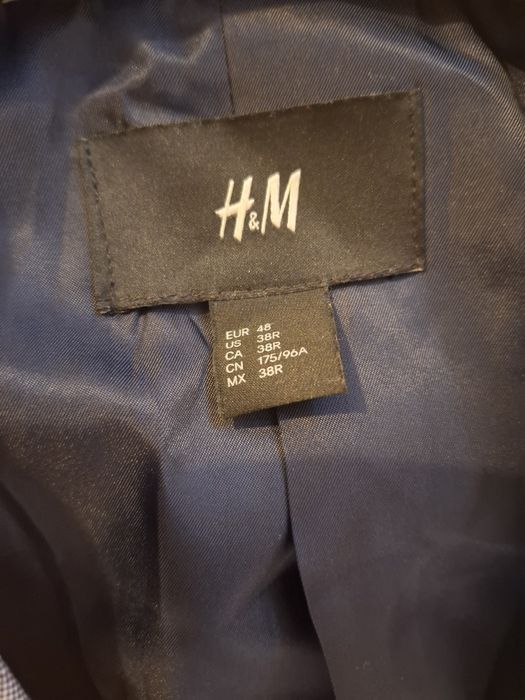 H&M
EUR 48
US 38R
CA 38R
CN 175/96A
MX 38R